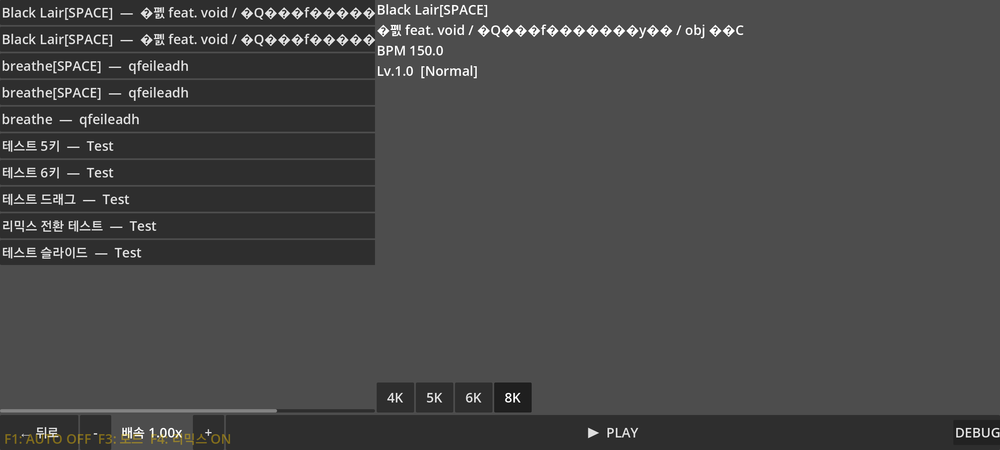 Black Lair[SPACE] — �펝 feat. void / �Q���f�����
Black Lair[SPACE] — �펝 feat. void / �Q���f�����
breathe[SPACE] — qfeileadh
breathe[SPACE] — qfeileadh
breathe — qfeileadh
테스트 5키 — Test
테스트 6키 — Test
테스트 드래그 — Test
리믹스 전환 테스트 — Test
테스트 슬라이드 — Test
Black Lair[SPACE]
�펝 feat. void / �Q���f�������y�� / obj ��C
BPM 150.0
Lv.1.0 [Normal]
4K 5K 6K 8K
← 뒤로 - 배속 1.00x + ▶ PLAY DEBUG
F1: AUTO OFF F3: 모드 F4: 리믹스 ON